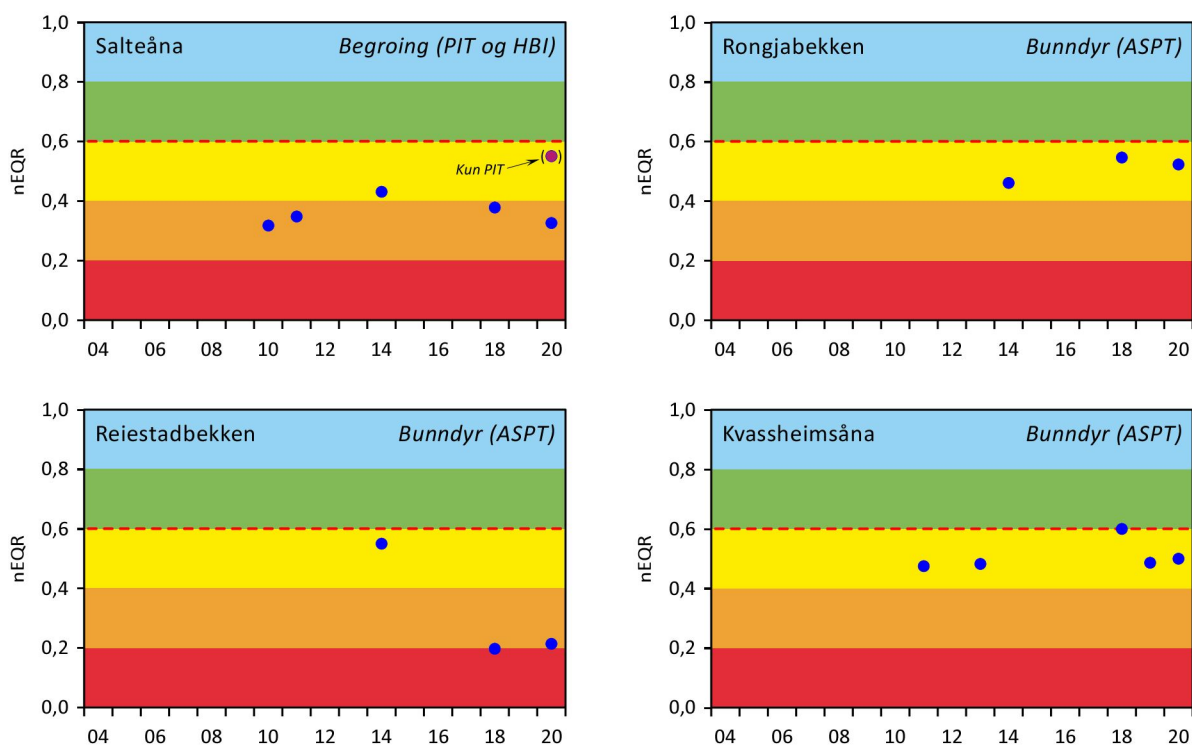 Salteåna Begroing (PIT og HBI)
nEQR
1,0
0,8
0,6
0,4
0,2
0,0
Kun PIT
( )
04 06 08 10 12 14 16 18 20
Rongjabekken Bunndyr (ASPT)
nEQR
1,0
0,8
0,6
0,4
0,2
0,0
04 06 08 10 12 14 16 18 20
Reiestadbekken Bunndyr (ASPT)
nEQR
1,0
0,8
0,6
0,4
0,2
0,0
04 06 08 10 12 14 16 18 20
Kvassheimsåna Bunndyr (ASPT)
nEQR
1,0
0,8
0,6
0,4
0,2
0,0
04 06 08 10 12 14 16 18 20